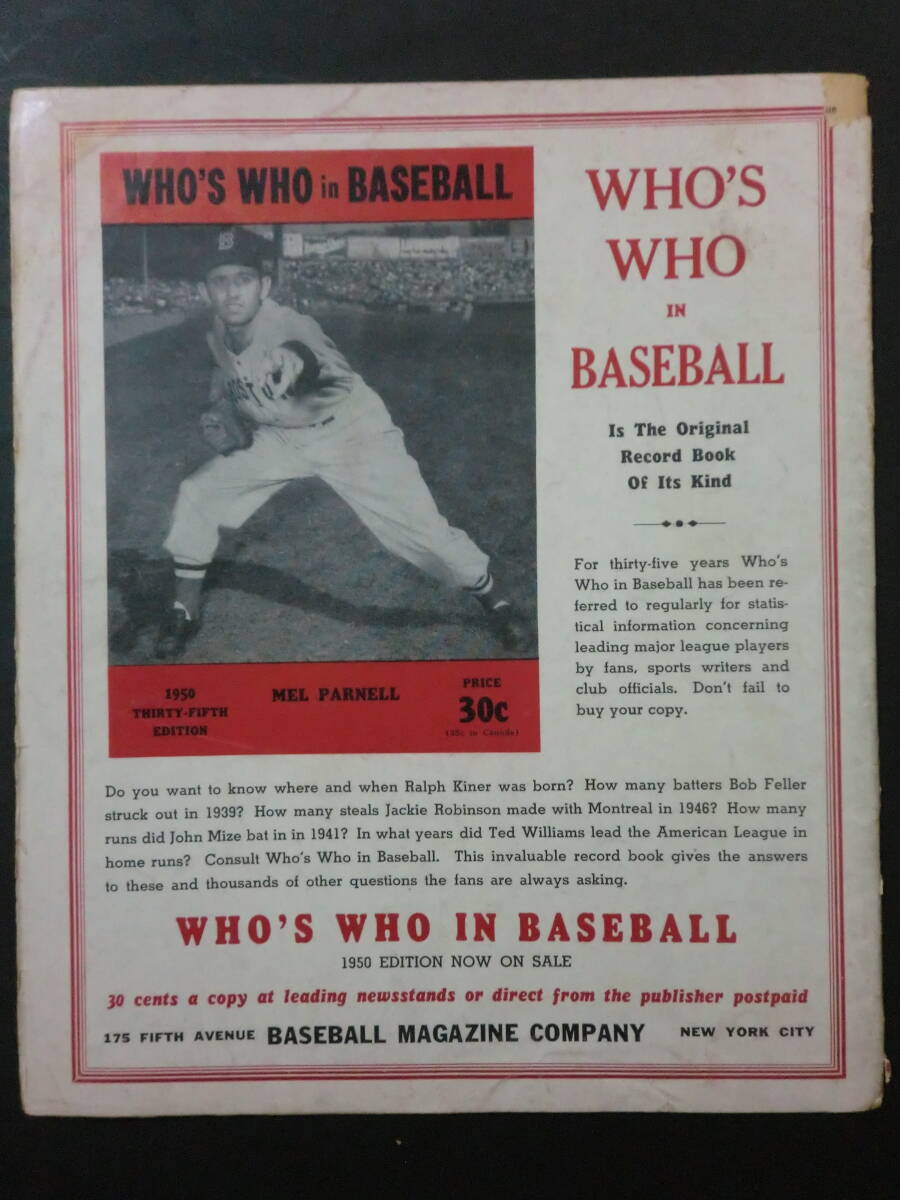 WHO'S WHO in BASEBALL
B
1950
THIRTY-FIFTH
EDITION
MEL PARNELL
PRICE
30c
(35c in Canada)
WHO'S
WHO
IN
BASEBALL
Is The Original
Record Book
Of Its Kind
For thirty-five years Who's
Who in Baseball has been re-
ferred to regularly for statis-
tical information concerning
leading major league players
by fans, sports writers and
club officials. Don't fail to
buy your copy.
Do you want to know where and when Ralph Kiner was born? How many batters Bob Feller
struck out in 1939? How many steals Jackie Robinson made with Montreal in 1946? How many
runs did John Mize bat in in 1941? In what years did Ted Williams lead the American League in
home runs? Consult Who's Who in Baseball. This invaluable record book gives the answers
to these and thousands of other questions the fans are always asking.
WHO'S WHO IN BASEBALL
1950 EDITION NOW ON SALE
30 cents a copy at leading newsstands or direct from the publisher postpaid
175 FIFTH AVENUE BASEBALL MAGAZINE COMPANY NEW YORK CITY